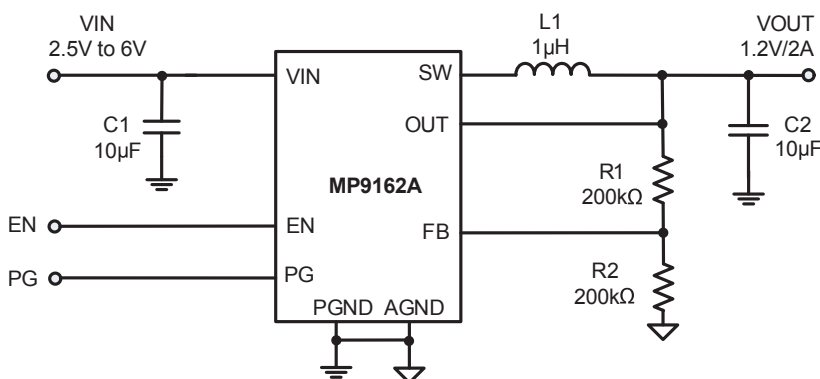 VIN
2.5V to 6V
L1
1µH
VOUT
1.2V/2A
VIN
SW
C1
10µF
OUT
C2
10µF
MP9162A
R1
200kΩ
EN
EN
FB
PG
PG
R2
200kΩ
PGND AGND